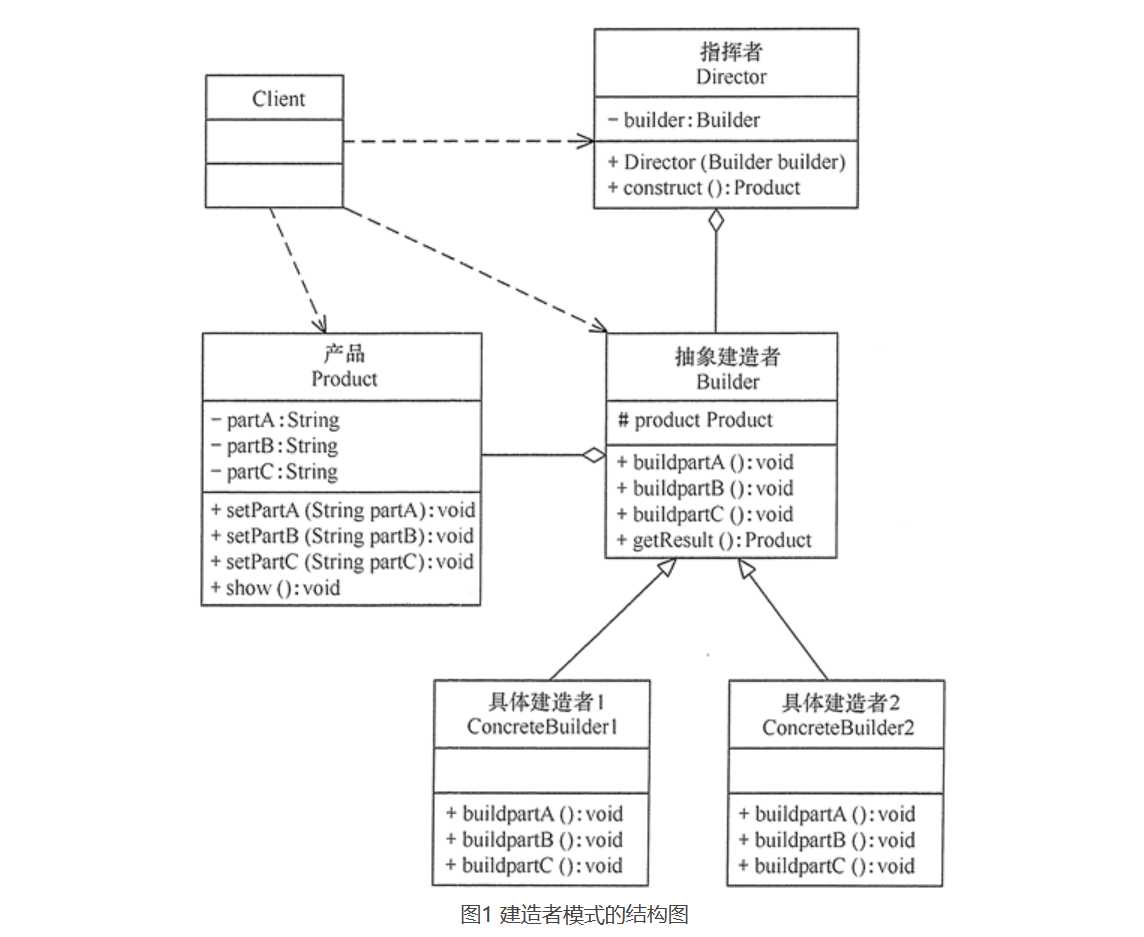 Client
指挥者
Director
- builder:Builder
+ Director (Builder builder)
+ construct ():Product
产品
Product
- partA:String
- partB:String
- partC:String
+ setPartA (String partA):void
+ setPartB (String partB):void
+ setPartC (String partC):void
+ show ():void
抽象建造者
Builder
# product Product
+ buildpartA ():void
+ buildpartB ():void
+ buildpartC ():void
+ getResult ():Product
具体建造者1
ConcreteBuilder1
+ buildpartA ():void
+ buildpartB ():void
+ buildpartC ():void
具体建造者2
ConcreteBuilder2
+ buildpartA ():void
+ buildpartB ():void
+ buildpartC ():void
图1 建造者模式的结构图